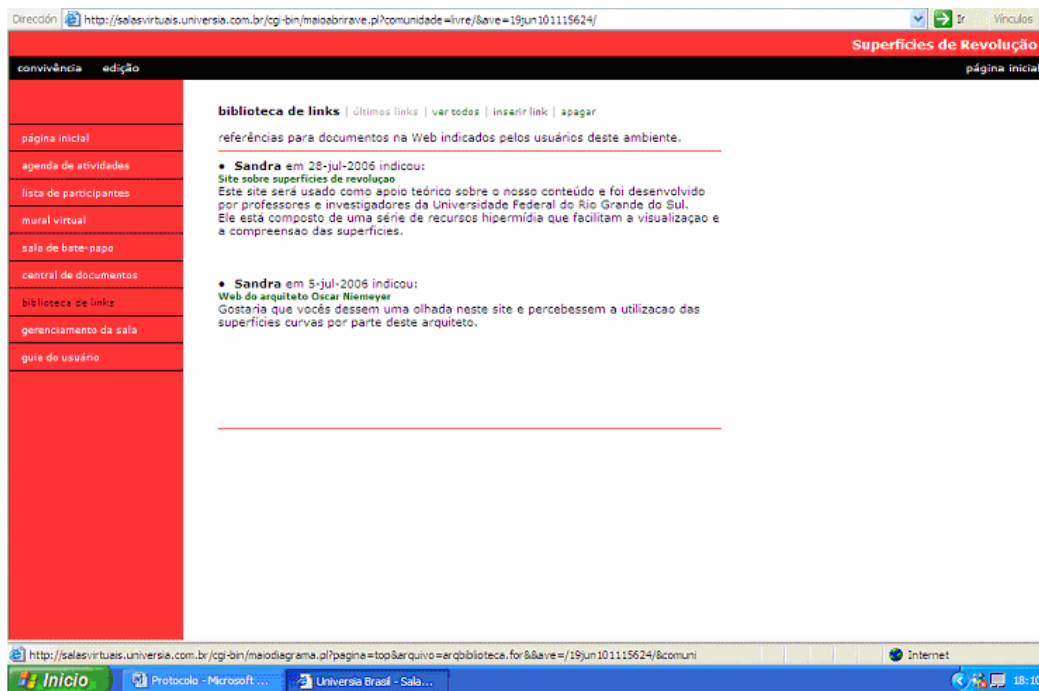 Dirección http://salasvirtuais.universia.com.br/cgi-bin/maioabrirave.pl?comunidade=livre/&ave=19jun101115624/ Ir Vínculos
Superfícies de Revolução
convivência edição página inicial
biblioteca de links | últimos links | ver todos | inserir link | apagar
referências para documentos na Web indicados pelos usuários deste ambiente.
• Sandra em 28-jul-2006 indicou:
Site sobre superficies de revoluçao
Este site será usado como apoio teórico sobre o nosso conteúdo e foi desenvolvido
por professores e investigadores da Universidade Federal do Rio Grande do Sul.
Ele está composto de uma série de recursos hipermídia que facilitam a visualizaçao e
a compreensao das superficies.
• Sandra em 5-jul-2006 indicou:
Web do arquiteto Oscar Niemeyer
Gostaria que vocês dessem uma olhada neste site e percebessem a utilizacao das
superfícies curvas por parte deste arquiteto.
página inicial
agenda de atividades
lista de participantes
mural virtual
sala de bate-papo
central de documentos
biblioteca de links
gerenciamento da sala
guia do usuário
http://salasvirtuais.universia.com.br/cgi-bin/maiodiagrama.pl?pagina=top&arquivo=arqbiblioteca.for&&ave=/19jun101115624/&comuni Internet
Inicio Protocolo - Microsoft ... Universia Brasil - Sala... 18:10